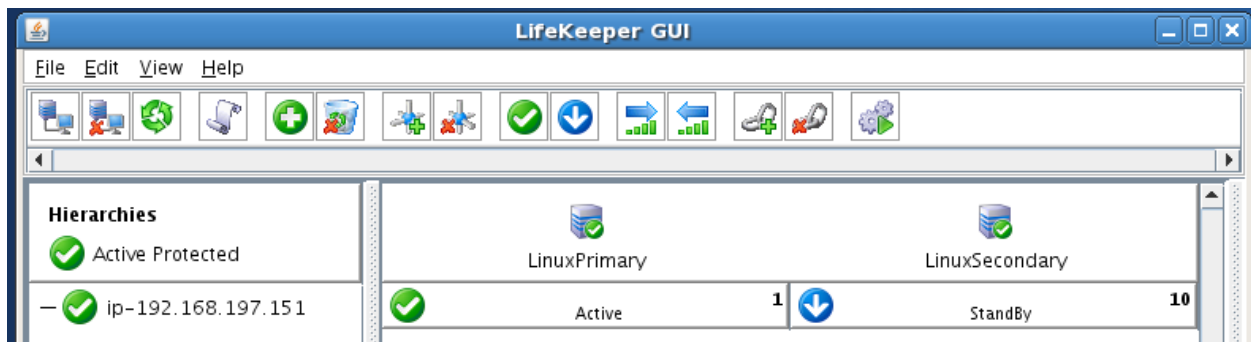 LifeKeeper GUI
File Edit View Help
Hierarchies
Active Protected
LinuxPrimary
LinuxSecondary
ip-192.168.197.151
Active
1
StandBy
10